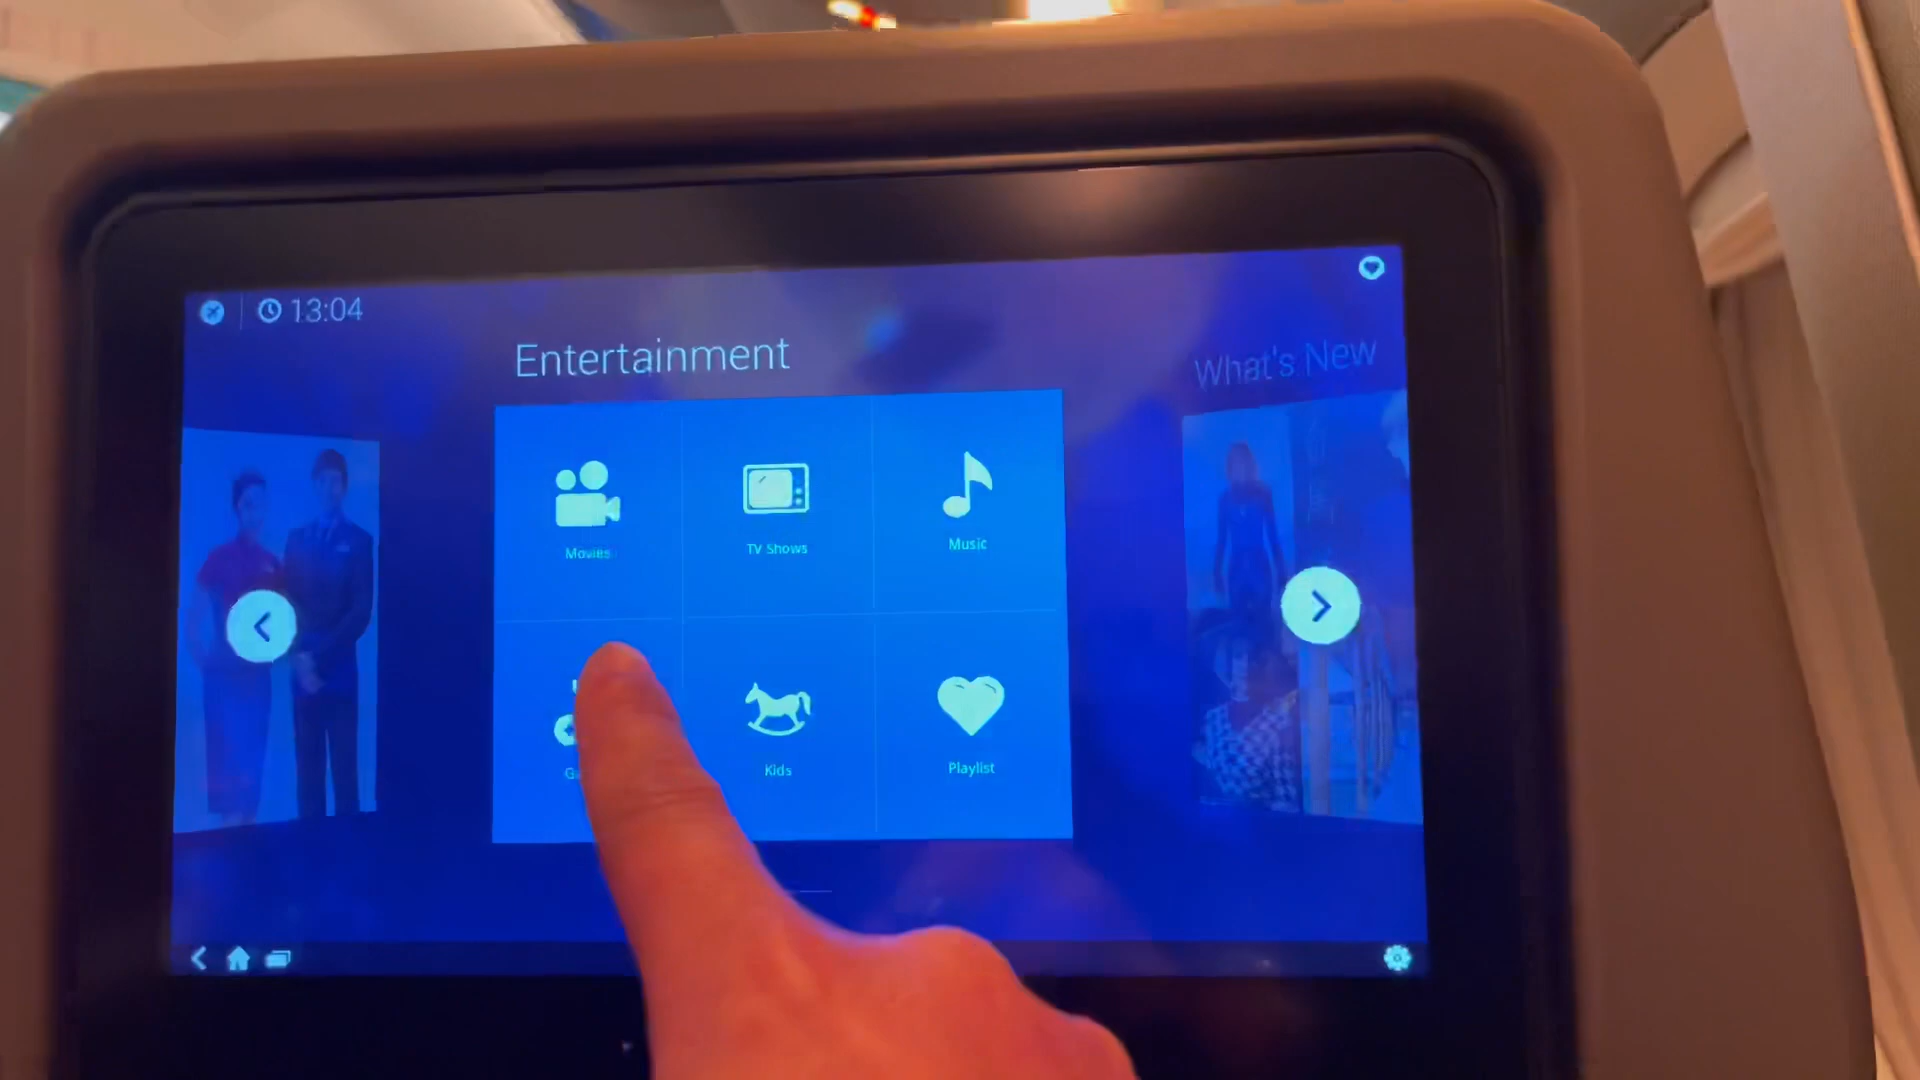 13:04
Entertainment
What's New
Movies
TV Shows
Music
Kids
Playlist